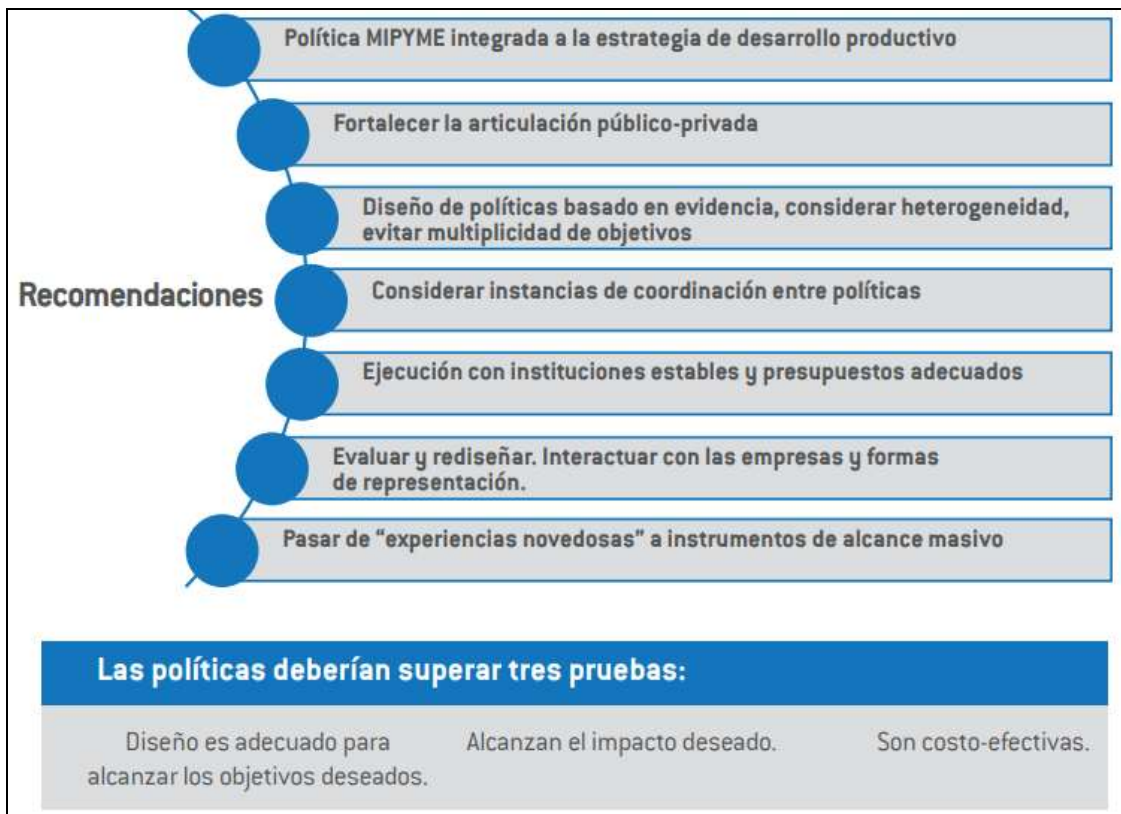 Política MIPYME integrada a la estrategia de desarrollo productivo
Fortalecer la articulación público-privada
Diseño de políticas basado en evidencia, considerar heterogeneidad,
evitar multiplicidad de objetivos
Recomendaciones
Considerar instancias de coordinación entre políticas
Ejecución con instituciones estables y presupuestos adecuados
Evaluar y rediseñar. Interactuar con las empresas y formas
de representación.
Pasar de “experiencias novedosas” a instrumentos de alcance masivo
Las políticas deberían superar tres pruebas:
Diseño es adecuado para
alcanzar los objetivos deseados.
Alcanzan el impacto deseado.
Son costo-efectivas.